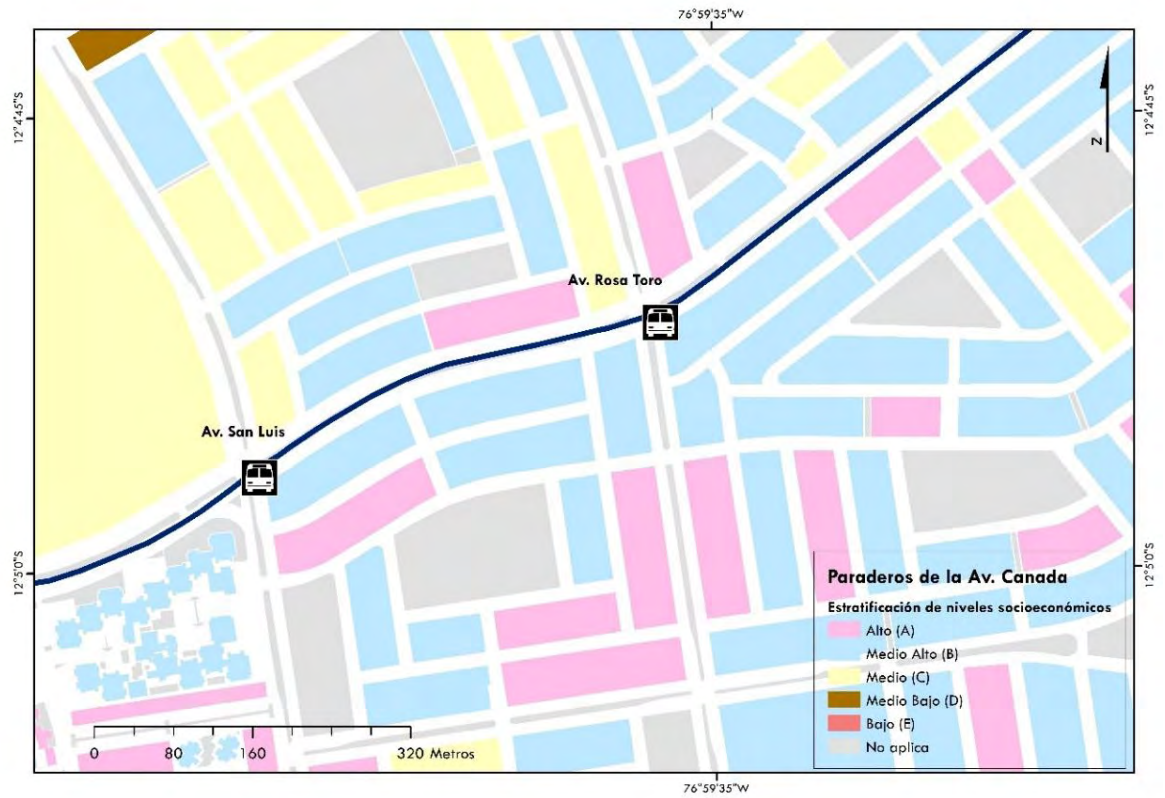 76°59'35"W
12°4'45"S
12°4'45"S
N
Av. Rosa Toro
Av. San Luis
12°5'0"S
12°5'0"S
Paraderos de la Av. Canada
Estratificación de niveles socioeconómicos
Alto (A)
Medio Alto (B)
Medio (C)
Medio Bajo (D)
Bajo (E)
No aplica
0 80 160 320 Metros
76°59'35"W